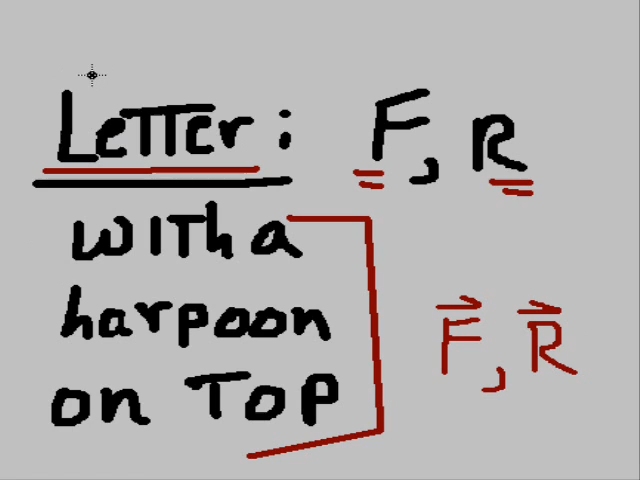 Letter: F, R
with a
harpoon
on Top
F⃗, R⃗